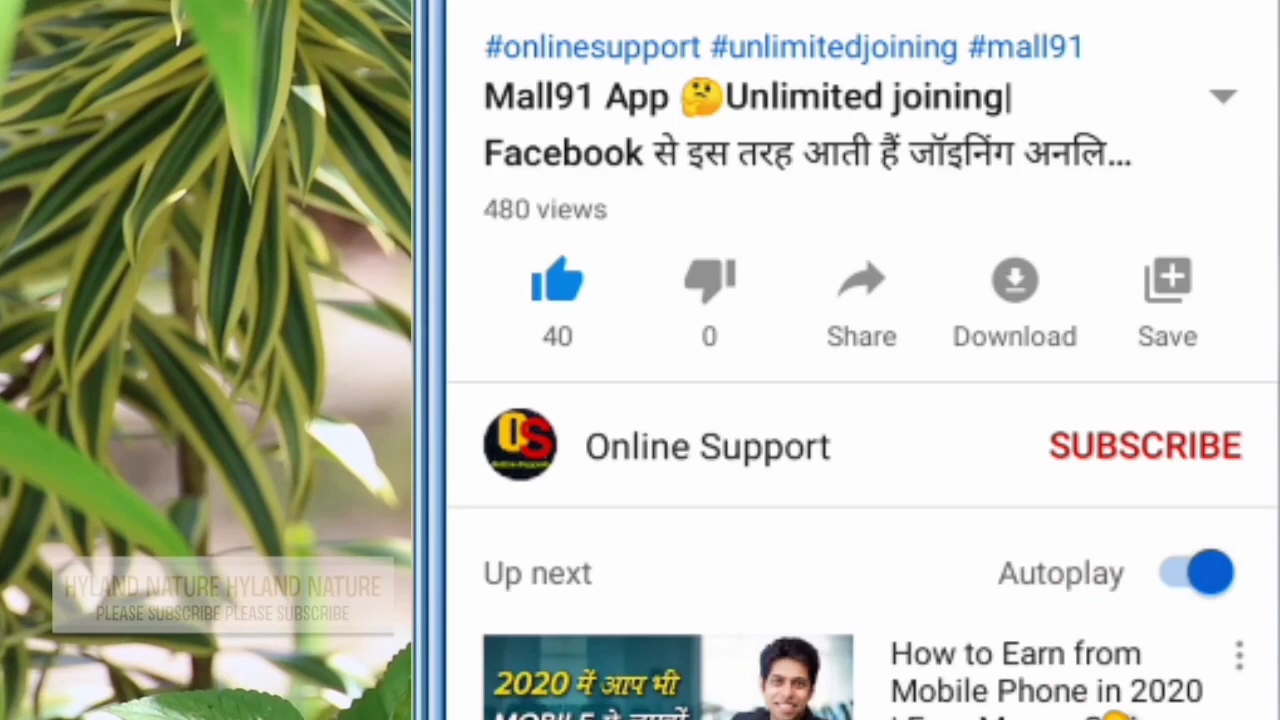 #onlinesupport #unlimitedjoining #mall91
Mall91 App 🤔Unlimited joining|
Facebook से इस तरह आती हैं जॉइनिंग अनलि...
480 views
40
0
Share
Download
Save
OS
Online Support
SUBSCRIBE
HYLAND NATURE HYLAND NATURE
PLEASE SUBSCRIBE PLEASE SUBSCRIBE
Up next
Autoplay
2020 में आप भी
MOBILE से
How to Earn from
Mobile Phone in 2020